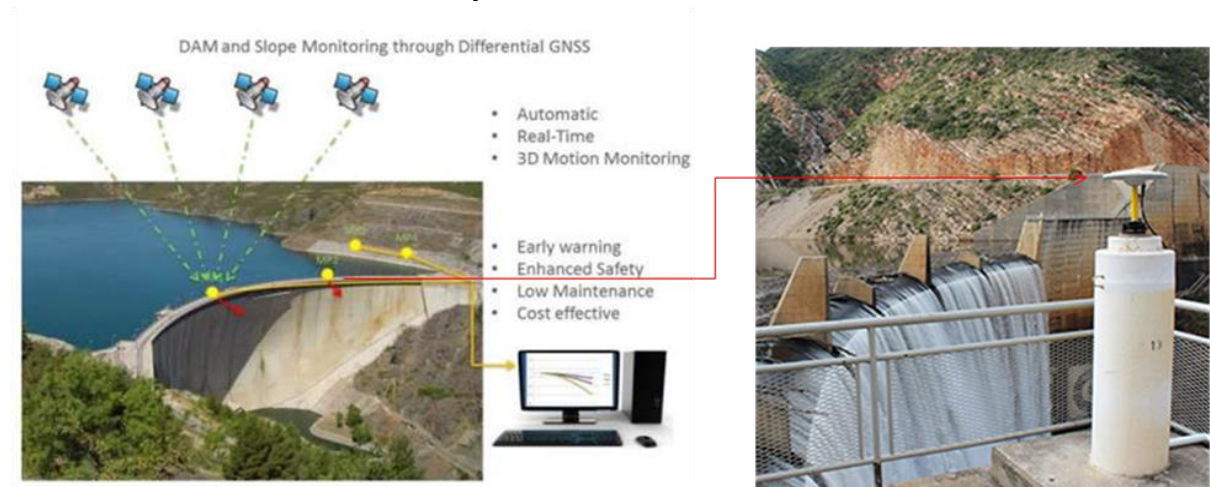 DAM and Slope Monitoring through Differential GNSS
• Automatic
• Real-Time
• 3D Motion Monitoring
MP2
• Early warning
• Enhanced Safety
• Low Maintenance
• Cost effective
13